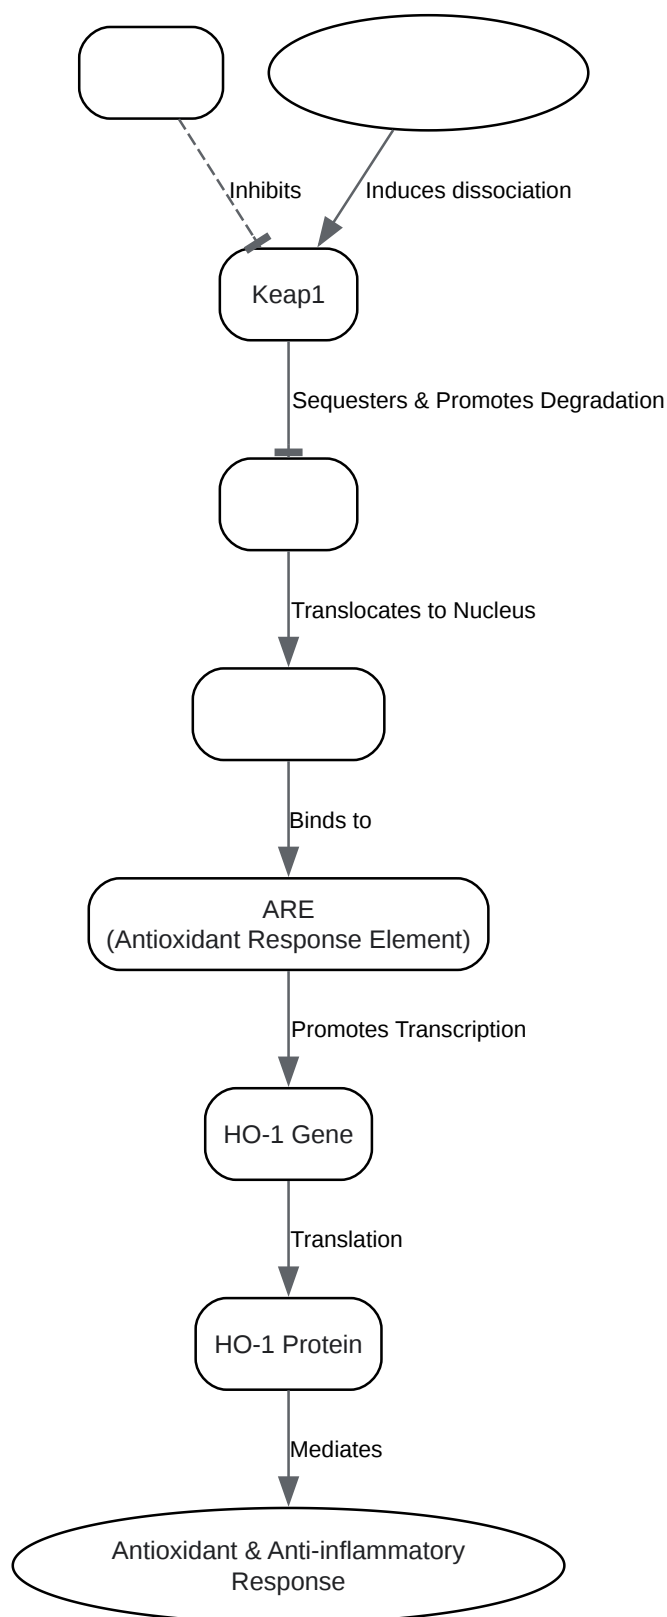 Inhibits
Induces dissociation
Keap1
Sequesters & Promotes Degradation
Translocates to Nucleus
Binds to
ARE
(Antioxidant Response Element)
Promotes Transcription
HO-1 Gene
Translation
HO-1 Protein
Mediates
Antioxidant & Anti-inflammatory
Response